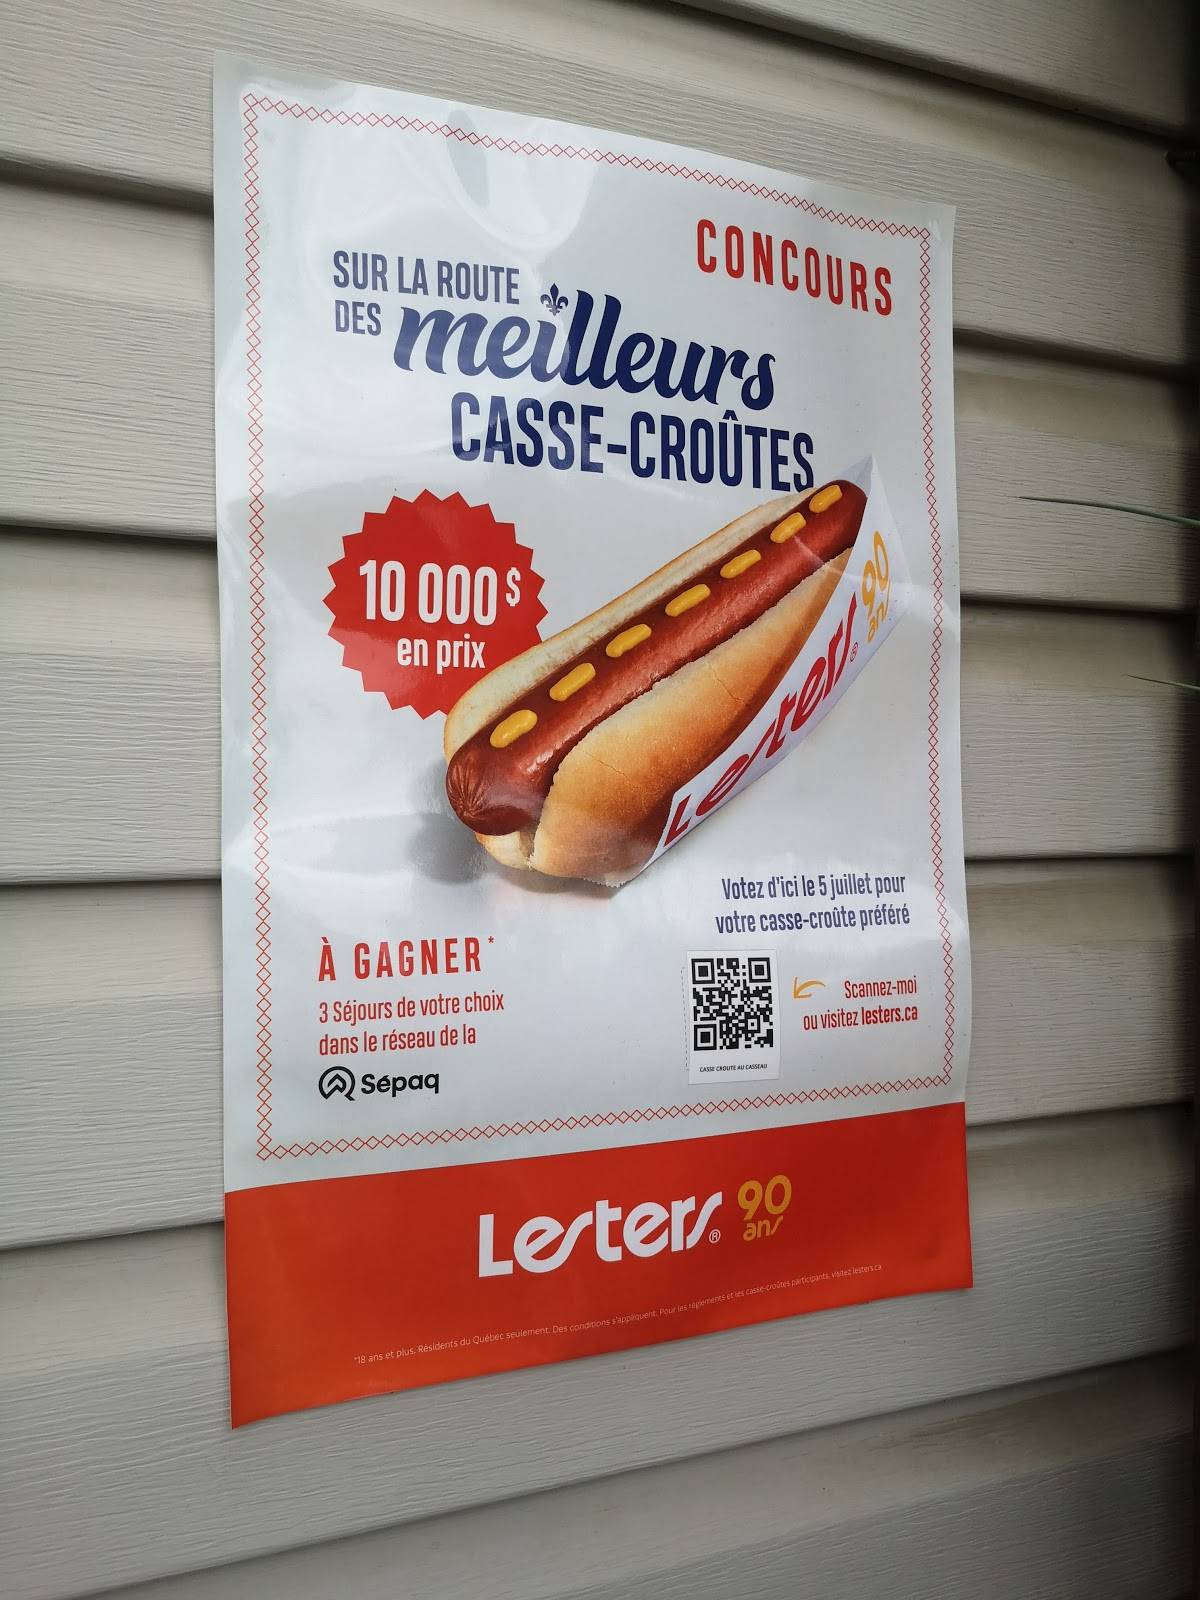 CONCOURS
SUR LA ROUTE
DES meilleurs
CASSE-CROÛTES
10 000 $
en prix
Lesters®
90
ans
Votez d'ici le 5 juillet pour
votre casse-croûte préféré
À GAGNER*
3 Séjours de votre choix
dans le réseau de la
Sépaq
Scannez-moi
ou visitez lesters.ca
CASSE CROUTE AU CASSEAU
Lesters® 90
ans
*18 ans et plus. Résidents du Québec seulement. Des conditions s'appliquent. Pour les règlements et les casse-croûtes participants, visitez lesters.ca